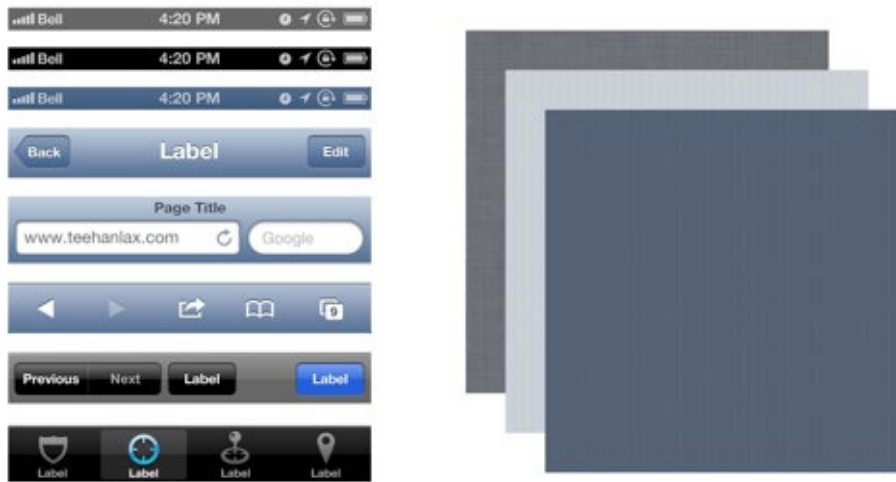 Bell 4:20 PM
Bell 4:20 PM
Bell 4:20 PM
Back Label Edit
Page Title
www.teehanlax.com Google
9
Previous Next Label Label
Label Label Label Label